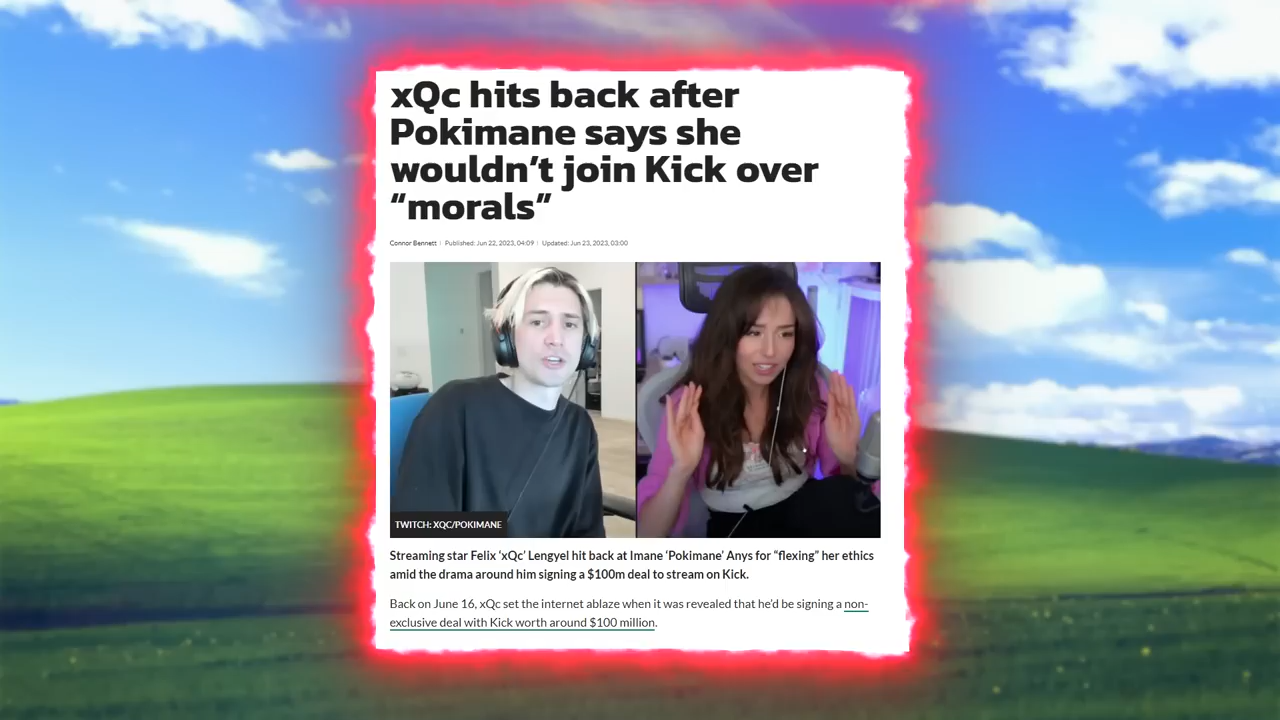 xQc hits back after
Pokimane says she
wouldn't join Kick over
“morals”
Connor Bennett | Published: Jun 22, 2023, 04:09 | Updated: Jun 23, 2023, 03:00
TWITCH: XQC/POKIMANE
Streaming star Felix ‘xQc’ Lengyel hit back at Imane ‘Pokimane’ Anys for “flexing” her ethics
amid the drama around him signing a $100m deal to stream on Kick.
Back on June 16, xQc set the internet ablaze when it was revealed that he’d be signing a non-
exclusive deal with Kick worth around $100 million.